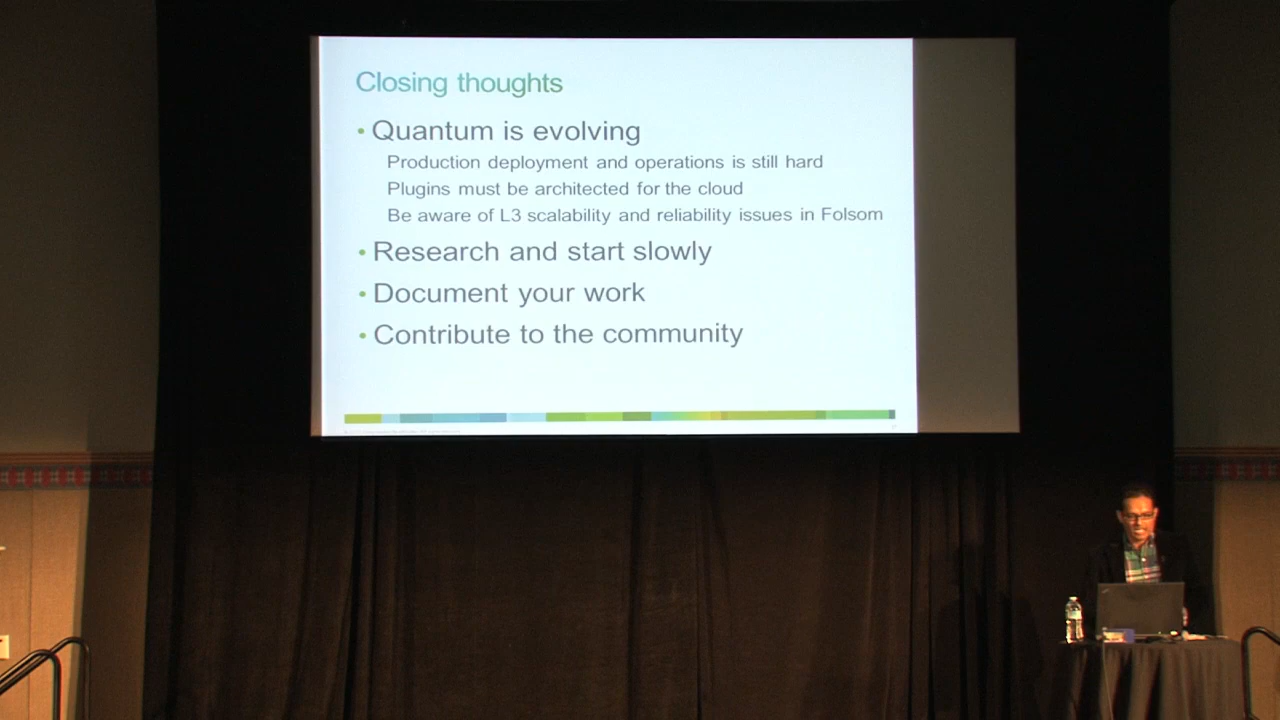 Closing thoughts
• Quantum is evolving
Production deployment and operations is still hard
Plugins must be architected for the cloud
Be aware of L3 scalability and reliability issues in Folsom
• Research and start slowly
• Document your work
• Contribute to the community